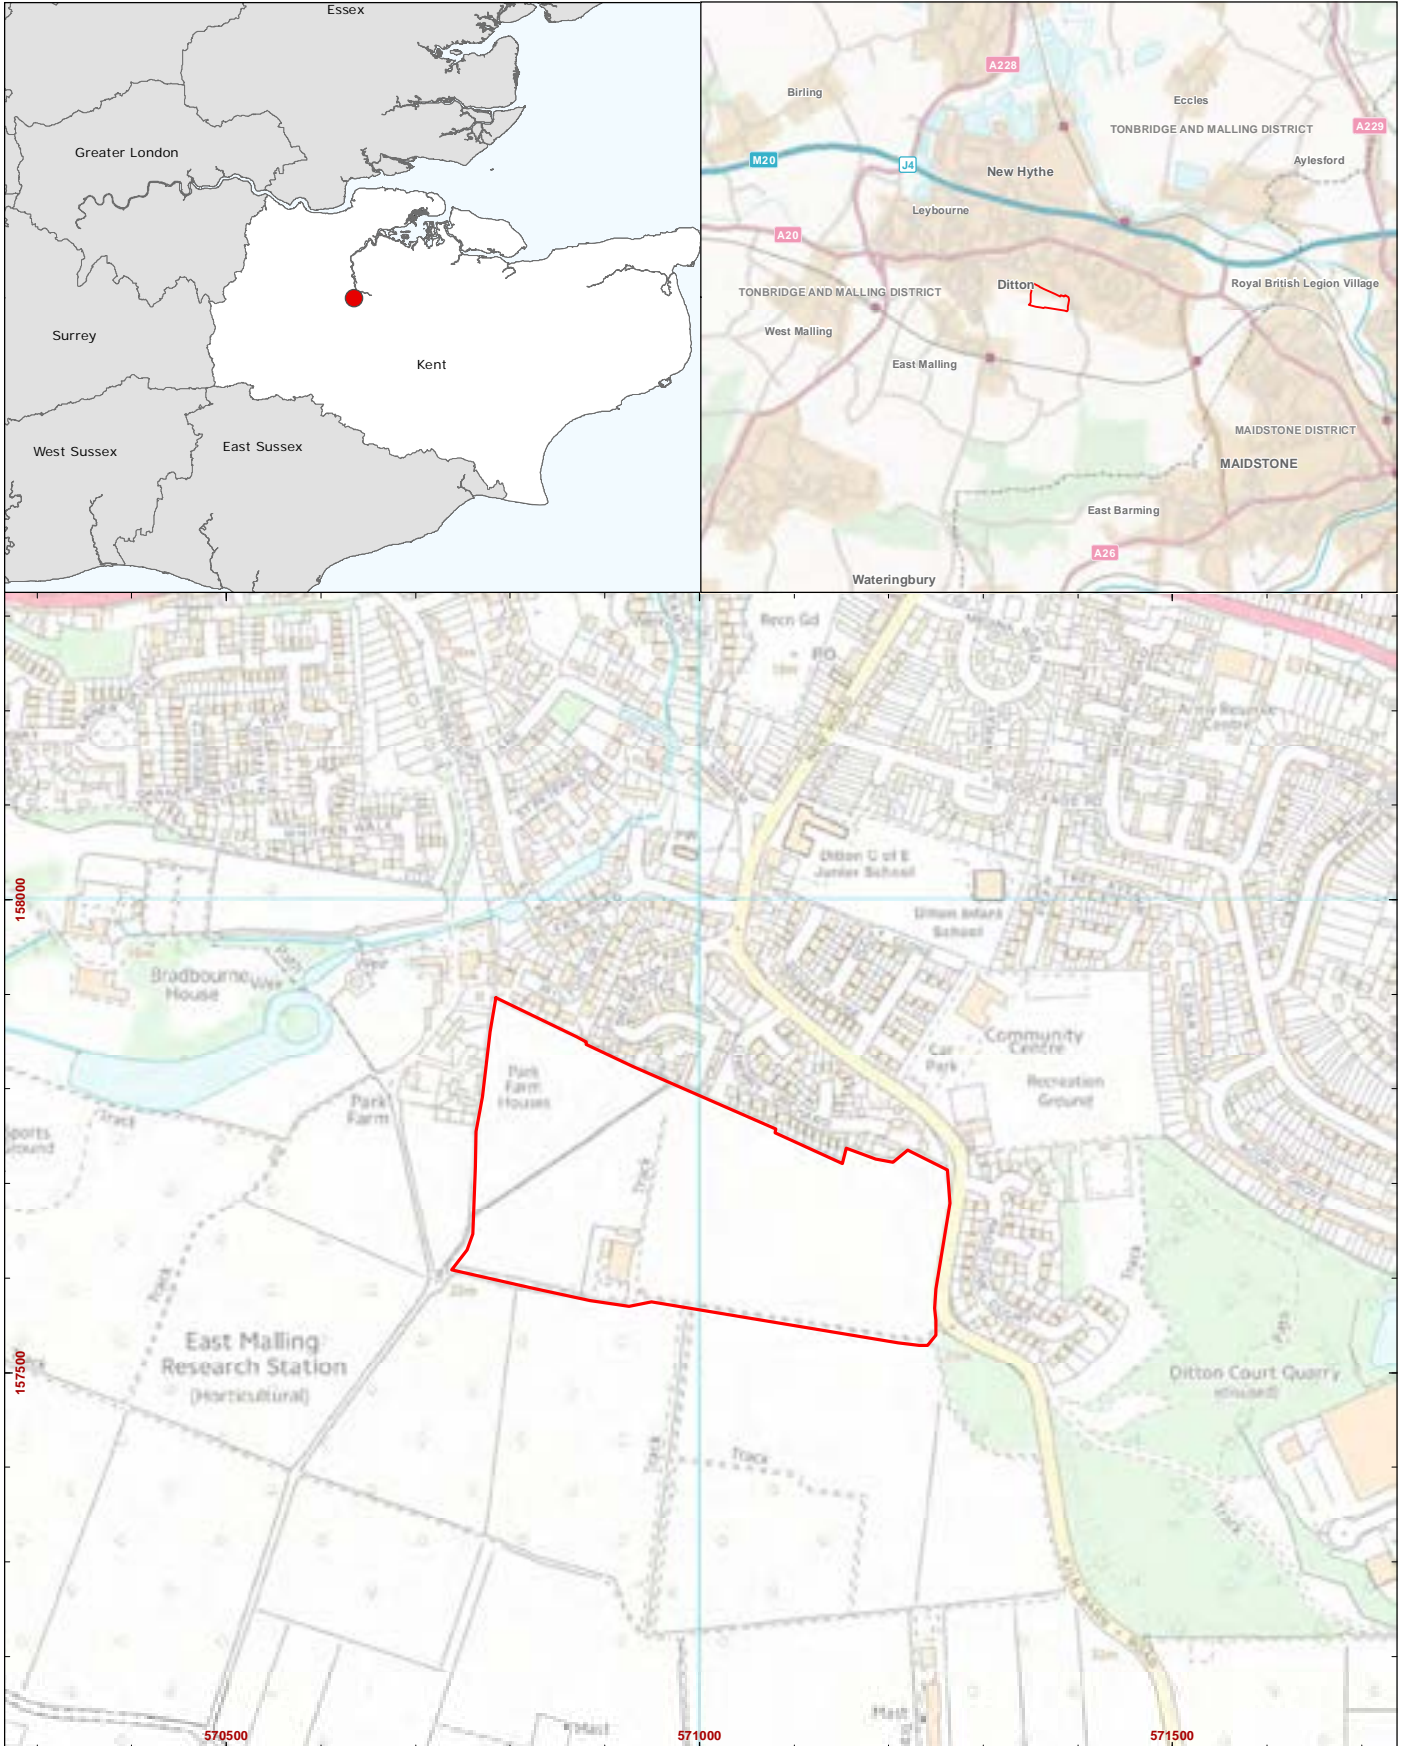 Essex
Greater London
Surrey
Kent
West Sussex
East Sussex
A228
Birling
Eccles
TONBRIDGE AND MALLING DISTRICT
A229
M20
J4
Aylesford
New Hythe
Leybourne
A20
Ditton
Royal British Legion Village
TONBRIDGE AND MALLING DISTRICT
West Malling
East Malling
MAIDSTONE DISTRICT
MAIDSTONE
East Barming
A26
Wateringbury
Recn Gd
PO
Ditton C of E
Junior School
158000
Ditton Infant
School
Bradbourne
House
Weir
Path
Community
Centre
Car
Park
Park
Farm
Houses
Recreation
Ground
Park
Farm
Track
Track
Track
Track
East Malling
Research Station
(Horticultural)
157500
Path
Ditton Court Quarry
(disused)
Track
Track
Track
Mast
Mast
570500
571000
571500